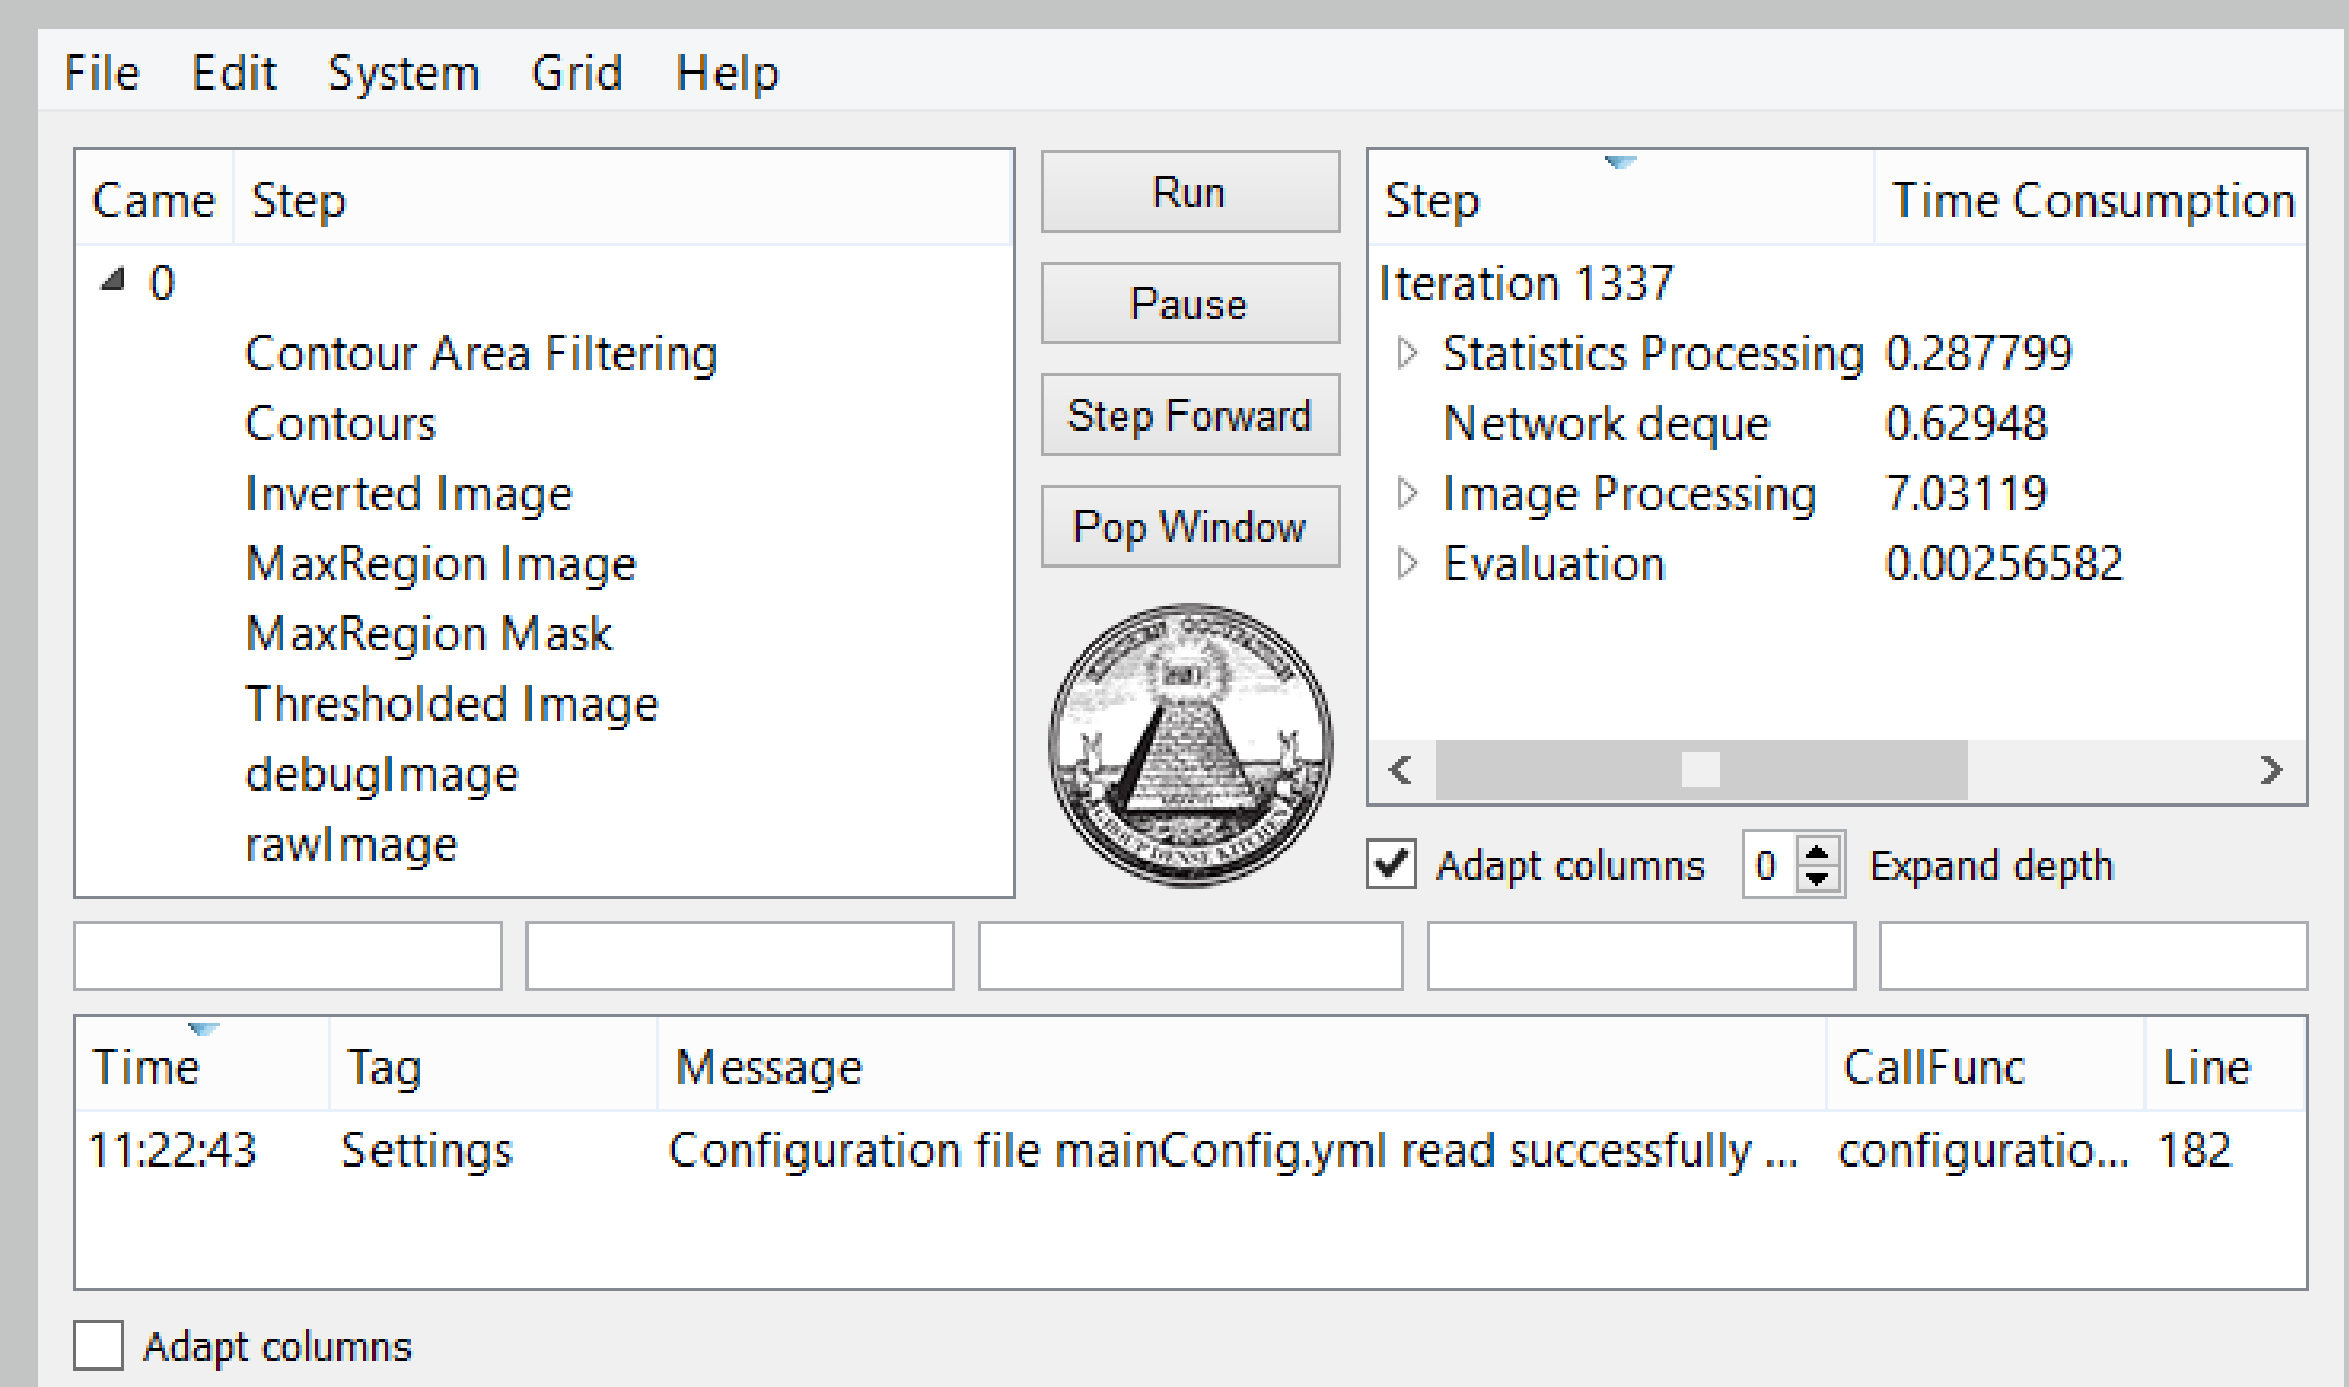 File Edit System Grid Help
Came Step
0
Contour Area Filtering
Contours
Inverted Image
MaxRegion Image
MaxRegion Mask
Thresholded Image
debugImage
rawImage
Run
Pause
Step Forward
Pop Window
Step Time Consumption
Iteration 1337
Statistics Processing 0.287799
Network deque 0.62948
Image Processing 7.03119
Evaluation 0.00256582
Adapt columns 0 Expand depth
Time Tag Message CallFunc Line
11:22:43 Settings Configuration file mainConfig.yml read successfully ... configuratio... 182
Adapt columns